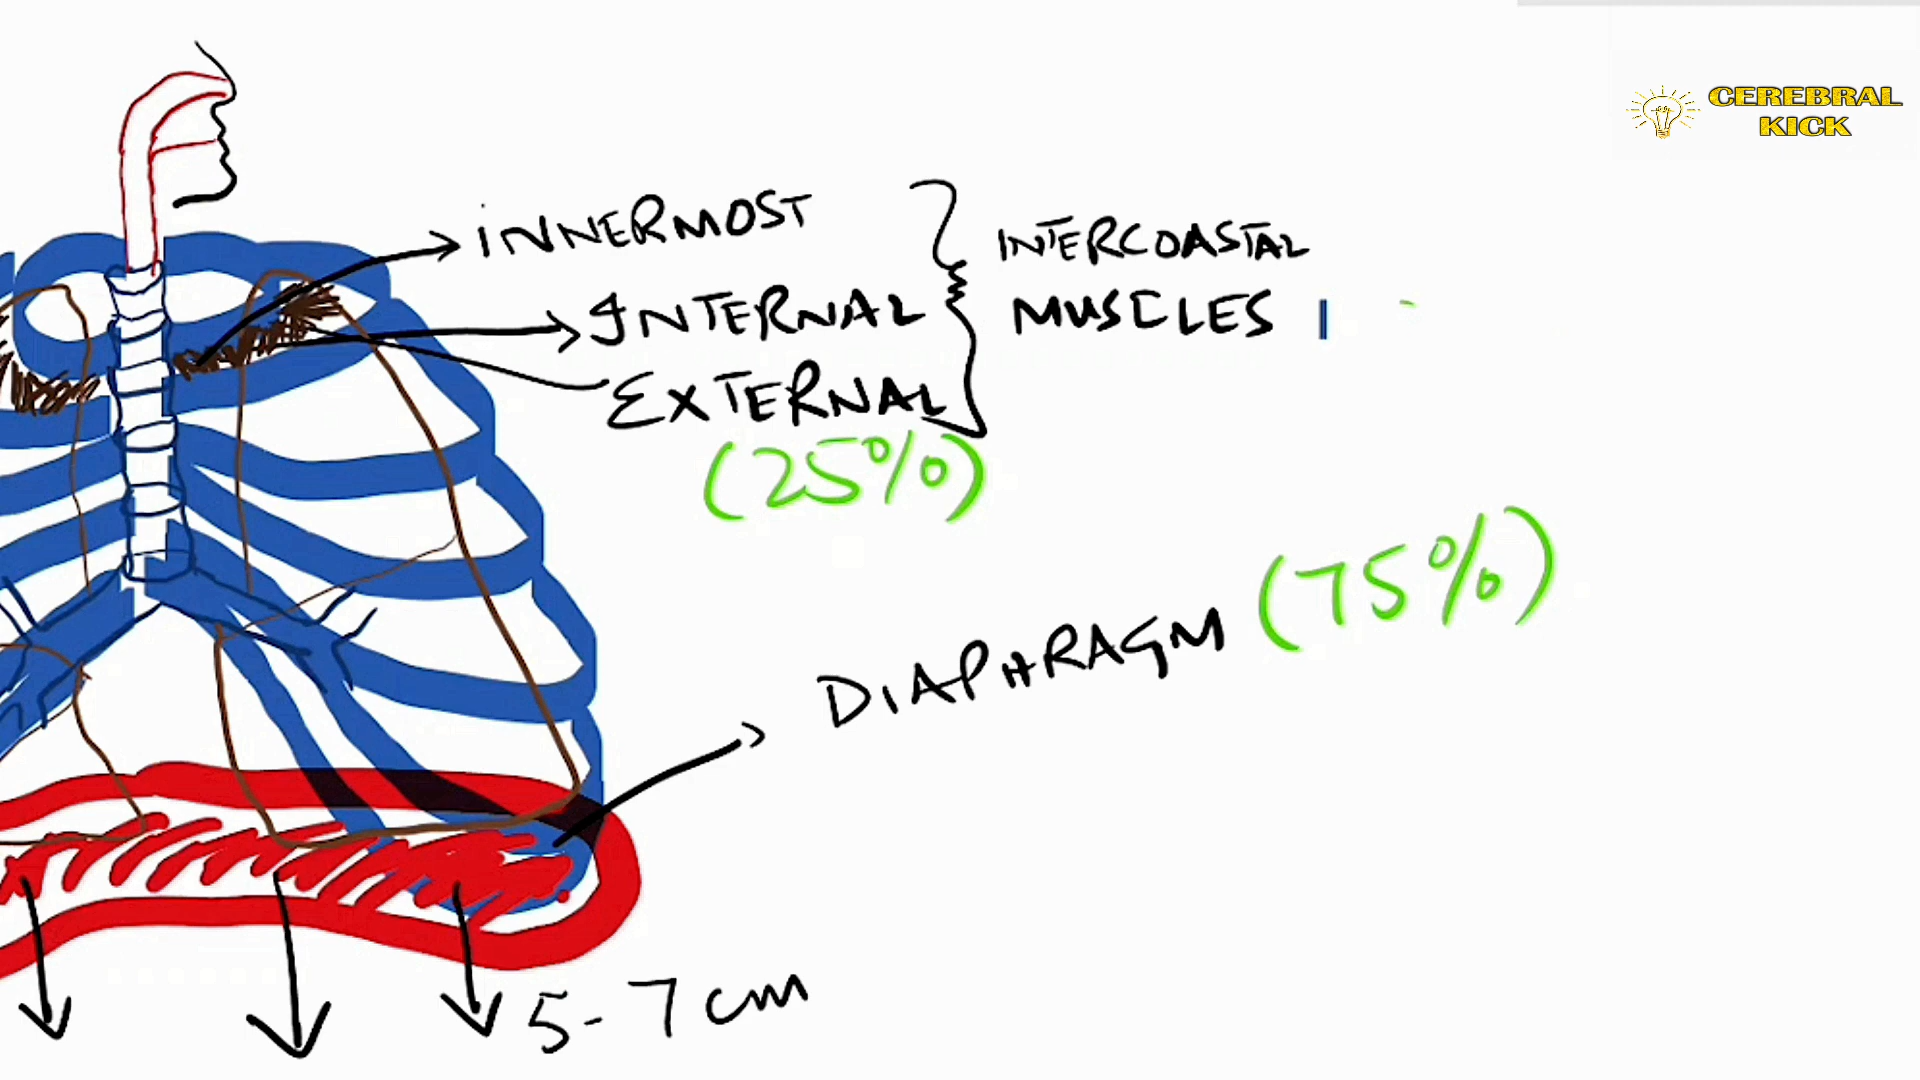 CEREBRAL
KICK
INNERMOST
INTERNAL
EXTERNAL
(25%)
INTERCOASTAL
MUSCLES
DIAPHRAGM (75%)
5-7 cm